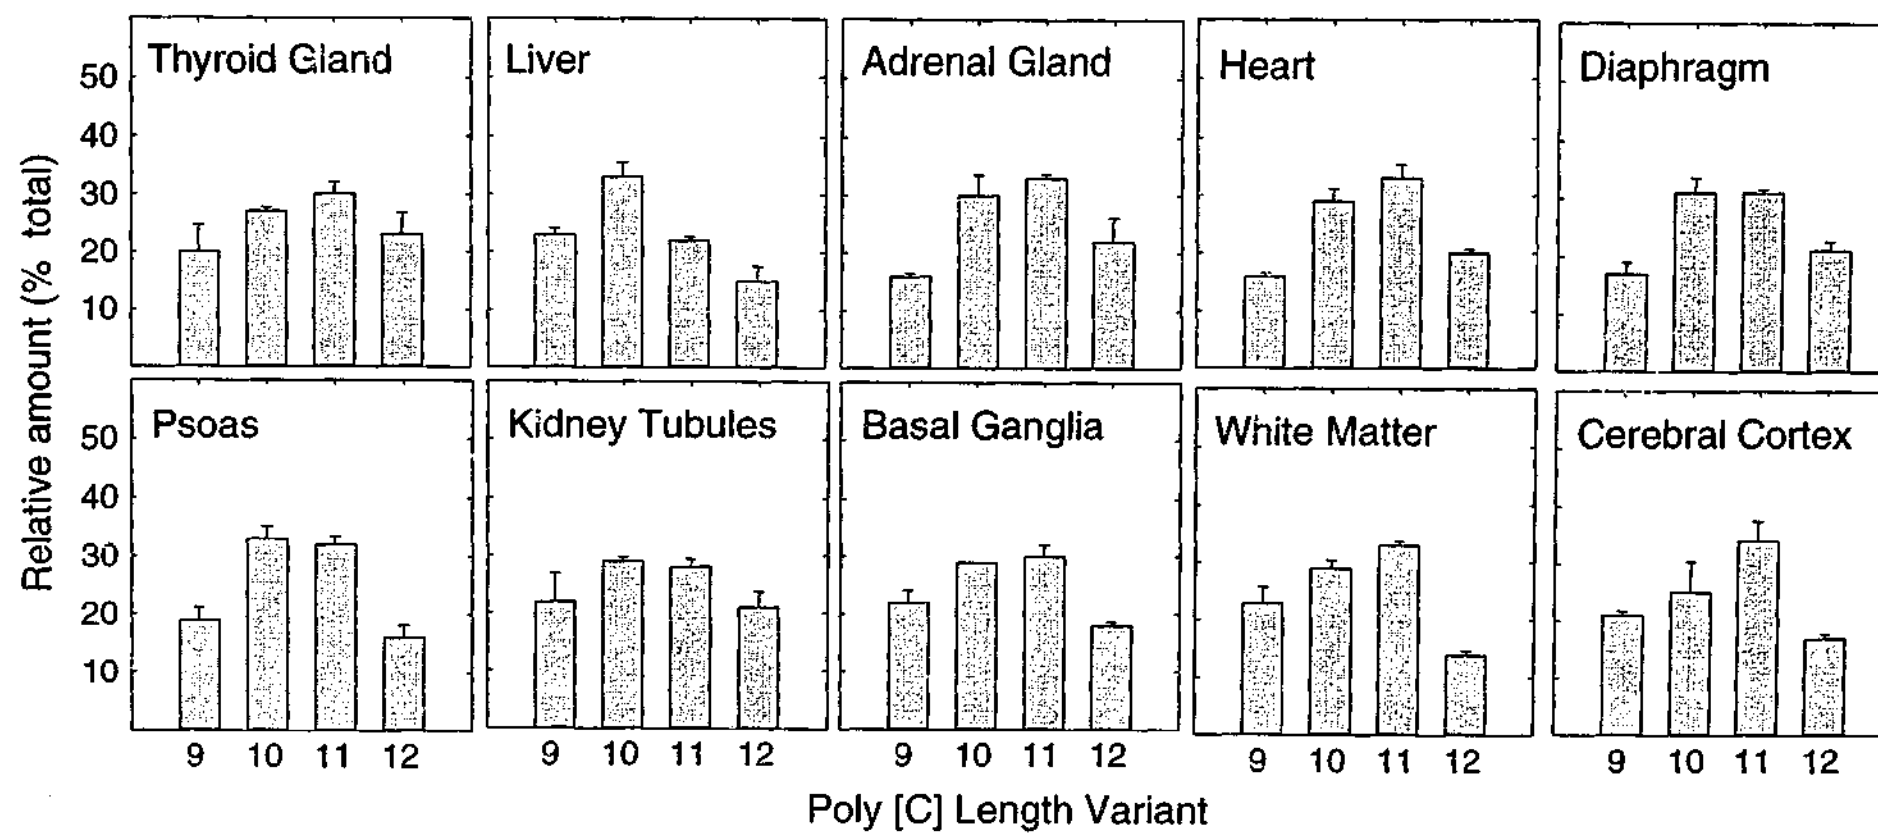 Relative amount (% total)
Thyroid Gland Liver Adrenal Gland Heart Diaphragm
50
40
30
20
10
Psoas Kidney Tubules Basal Ganglia White Matter Cerebral Cortex
50
40
30
20
10
9 10 11 12 9 10 11 12 9 10 11 12 9 10 11 12 9 10 11 12
Poly [C] Length Variant